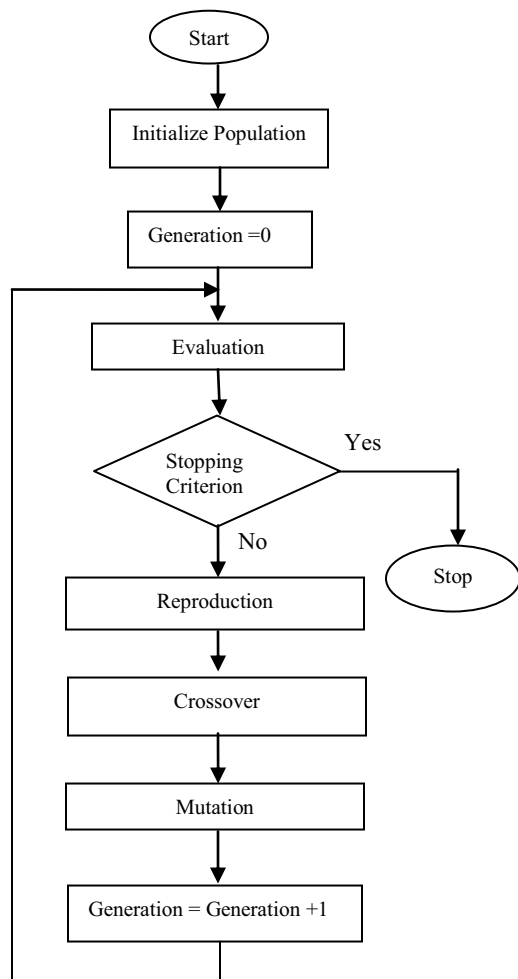 Start
Initialize Population
Generation =0
Evaluation
Stopping
Criterion
Yes
No
Stop
Reproduction
Crossover
Mutation
Generation = Generation +1